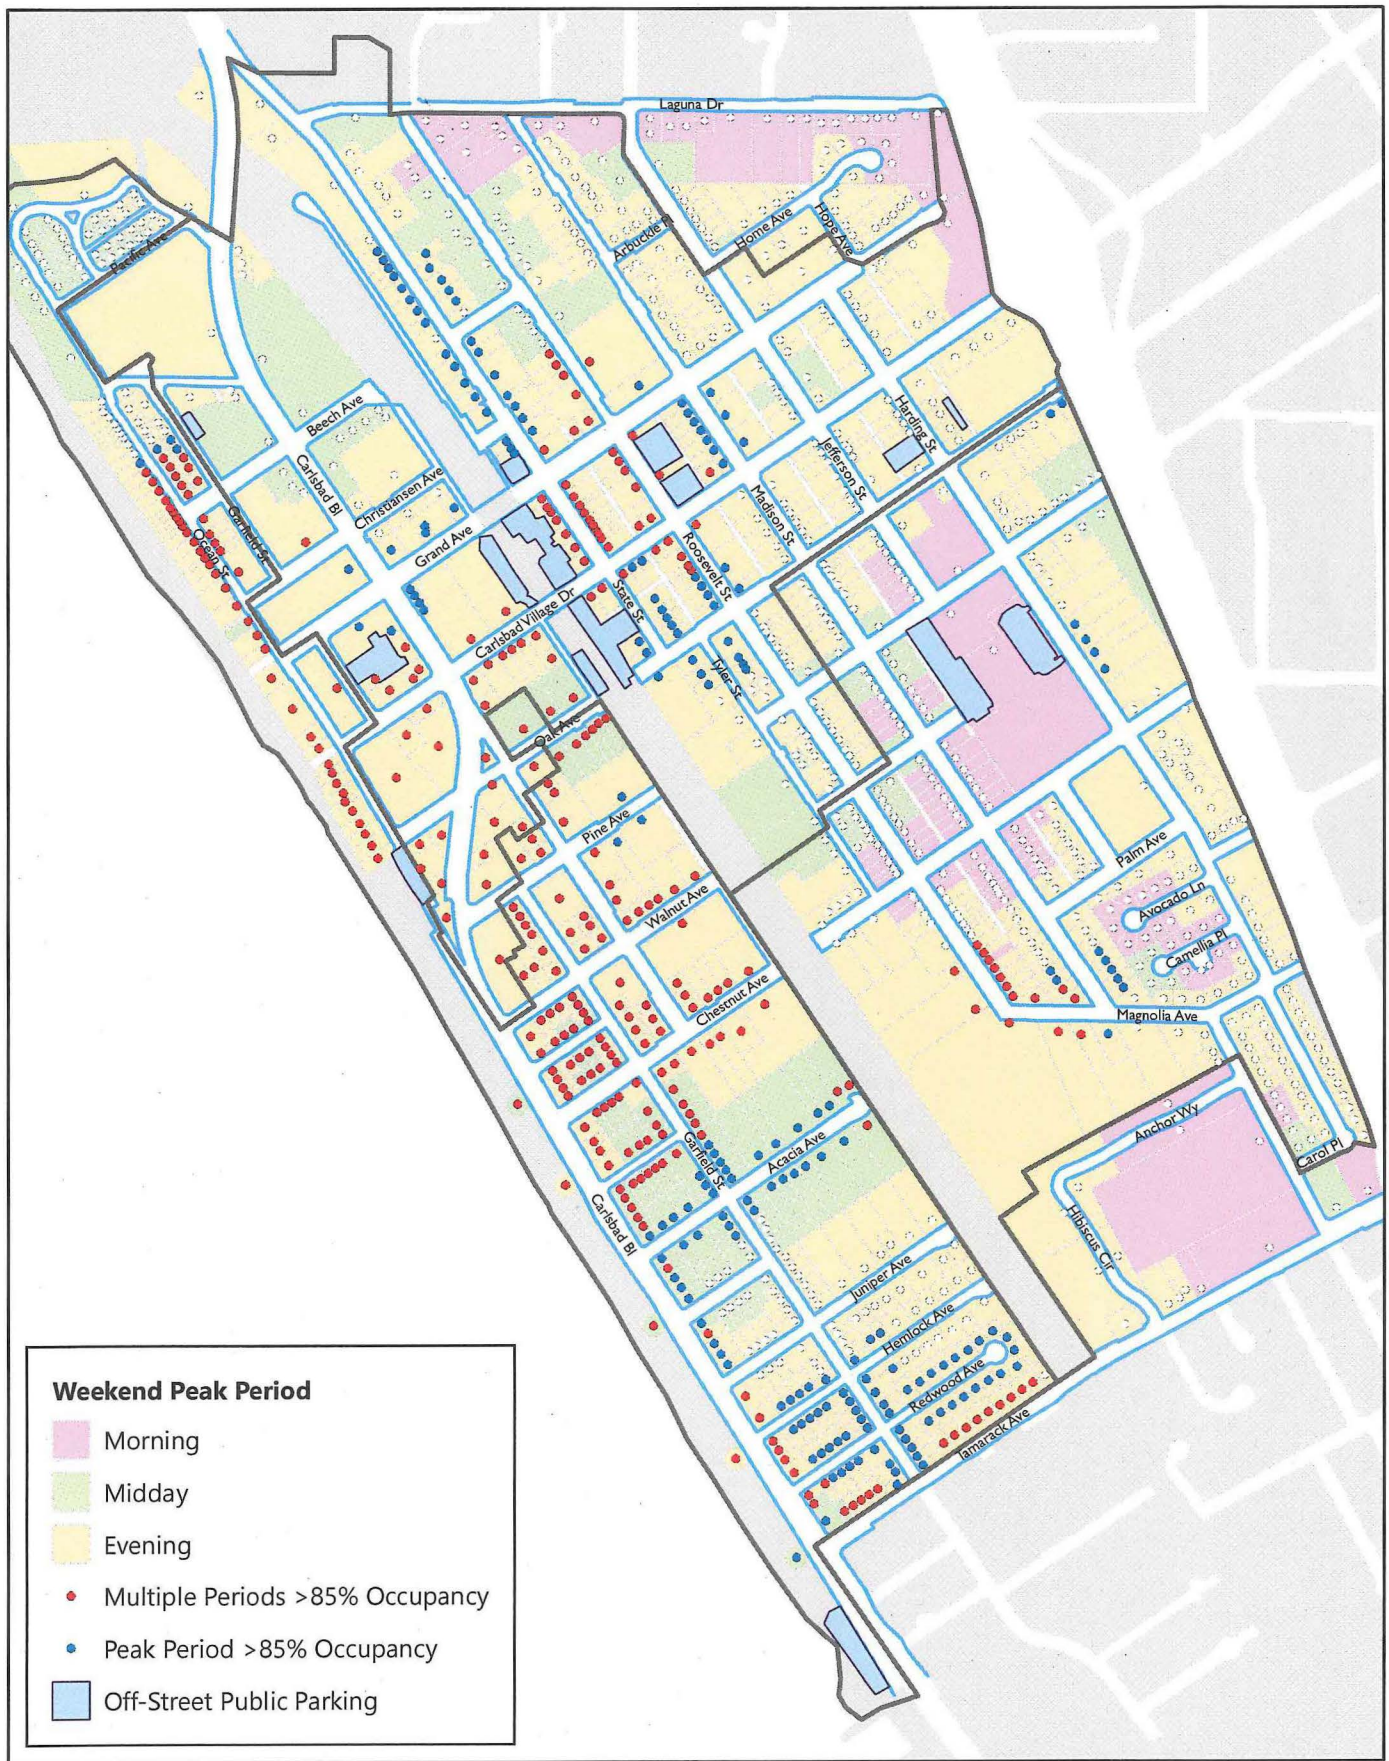 Laguna Dr
Home Ave
Hope Ave
Arbuckle Pl
Pacific Ave
Beech Ave
Carlsbad Bl
Christiansen Ave
Harding St
Jefferson St
Madison St
Garfield St
Ocean St
Grand Ave
Roosevelt St
Carlsbad Village Dr
State St
Tyler St
Oak Ave
Pine Ave
Palm Ave
Walnut Ave
Avocado Ln
Camellia Pl
Chestnut Ave
Magnolia Ave
Garfield St
Acacia Ave
Anchor Wy
Carol Pl
Carlsbad Bl
Hibiscus Cir
Juniper Ave
Hemlock Ave
Redwood Ave
Tamarack Ave
Weekend Peak Period
Morning
Midday
Evening
Multiple Periods >85% Occupancy
Peak Period >85% Occupancy
Off-Street Public Parking